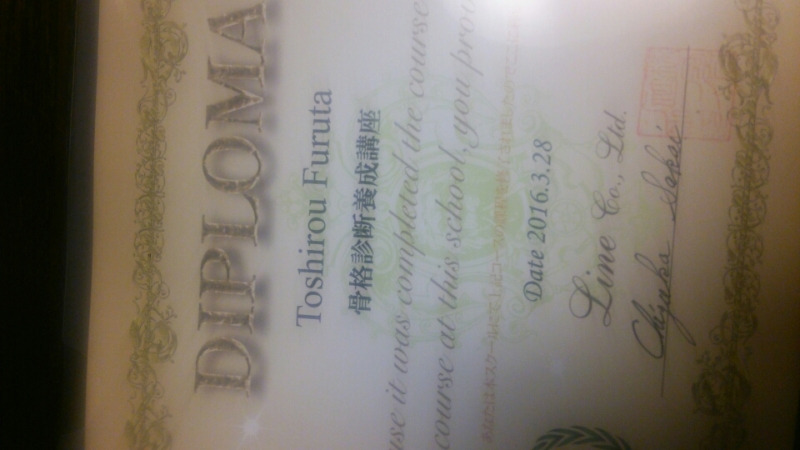 DIPLOMA
Toshirou Furuta
骨格診断養成講座
use it was completed the course
course at this school, you prou
Date 2016.3.28
Line Co., Ltd.